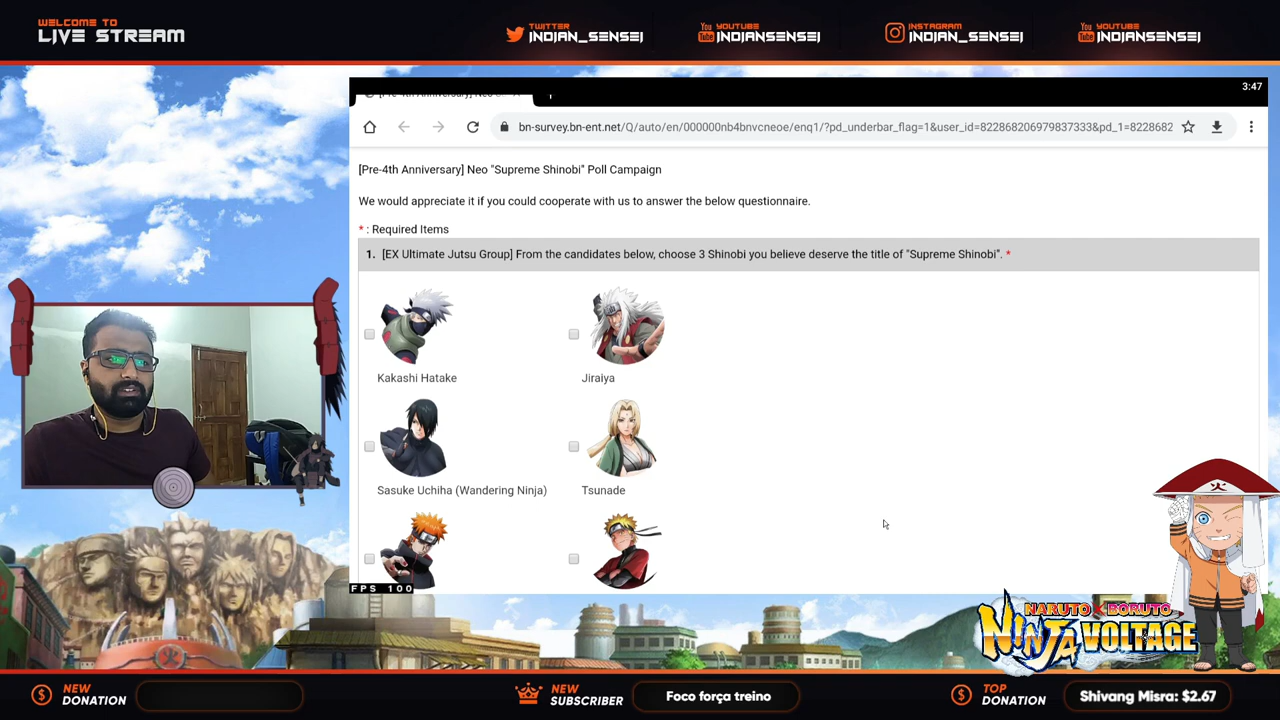 WELCOME TO
LIVE STREAM
TWITTER
INDIAN_SENSEI
You
Tube
YOUTUBE
INDIANSENSEI
INSTAGRAM
INDIAN_SENSEI
You
Tube
YOUTUBE
INDIANSENSEI
3:47
bn-survey.bn-ent.net/Q/auto/en/000000nb4bnvcneoe/enq1/?pd_underbar_flag=1&user_id=822868206979837333&pd_1=8228682
[Pre-4th Anniversary] Neo "Supreme Shinobi" Poll Campaign
We would appreciate it if you could cooperate with us to answer the below questionnaire.
* : Required Items
1. [EX Ultimate Jutsu Group] From the candidates below, choose 3 Shinobi you believe deserve the title of "Supreme Shinobi". *
Kakashi Hatake
Jiraiya
Sasuke Uchiha (Wandering Ninja)
Tsunade
FPS 100
火
NARUTO X BORUTO
NINJA VOLTAGE
NEW
DONATION
NEW
SUBSCRIBER
Foco força treino
TOP
DONATION
Shivang Misra: $2.67